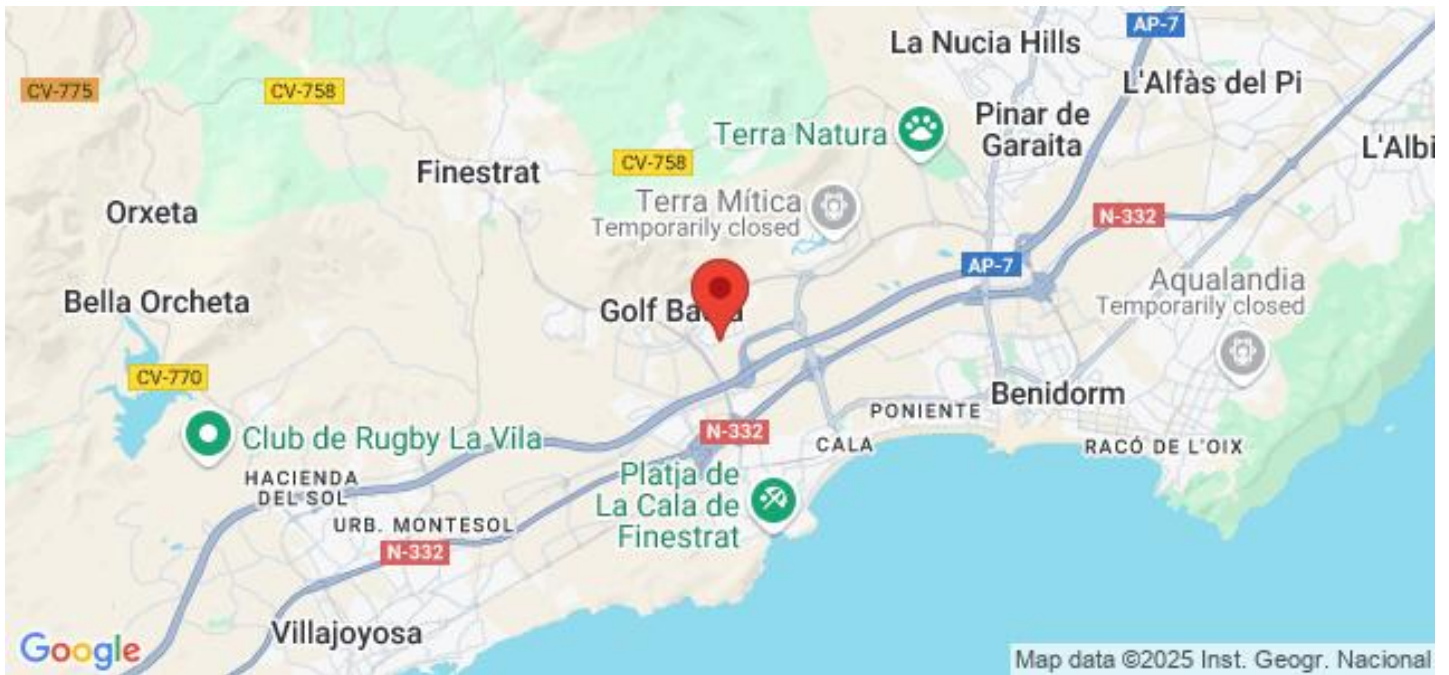 AP-7
La Nucia Hills
CV-775
CV-758
L'Alfàs del Pi
Terra Natura
Pinar de
Garaita
L'Albi
Finestrat
CV-758
Orxeta
Terra Mítica
Temporarily closed
N-332
AP-7
Bella Orcheta
Golf Ba
Aqualandia
Temporarily closed
CV-770
Benidorm
PONIENTE
Club de Rugby La Vila
N-332
CALA
RACÓ DE L'OIX
HACIENDA
DEL SOL
Platja de
La Cala de
Finestrat
URB. MONTESOL
N-332
Villajoyosa
Google
Map data ©2025 Inst. Geogr. Nacional